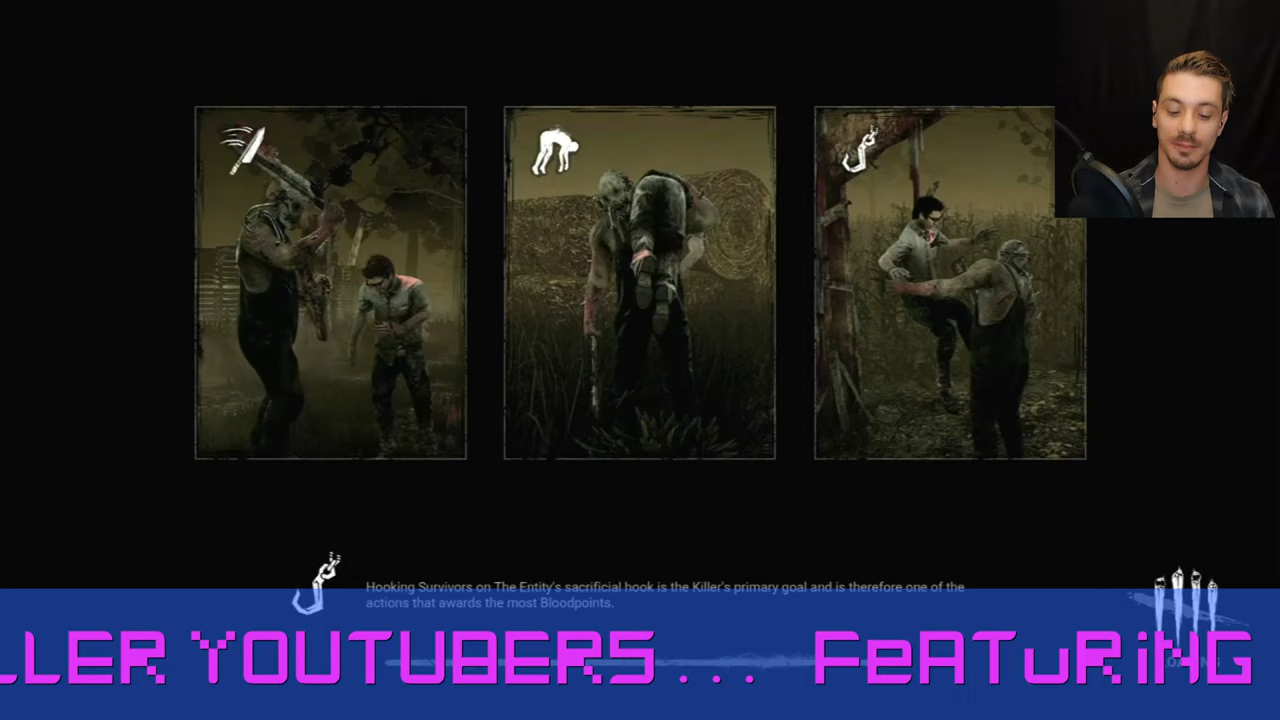 Hooking Survivors on The Entity's sacrificial hook is the Killer's primary goal and is therefore one of the
actions that awards the most Bloodpoints.
LLER YOUTUBERS... FeATuRiNG